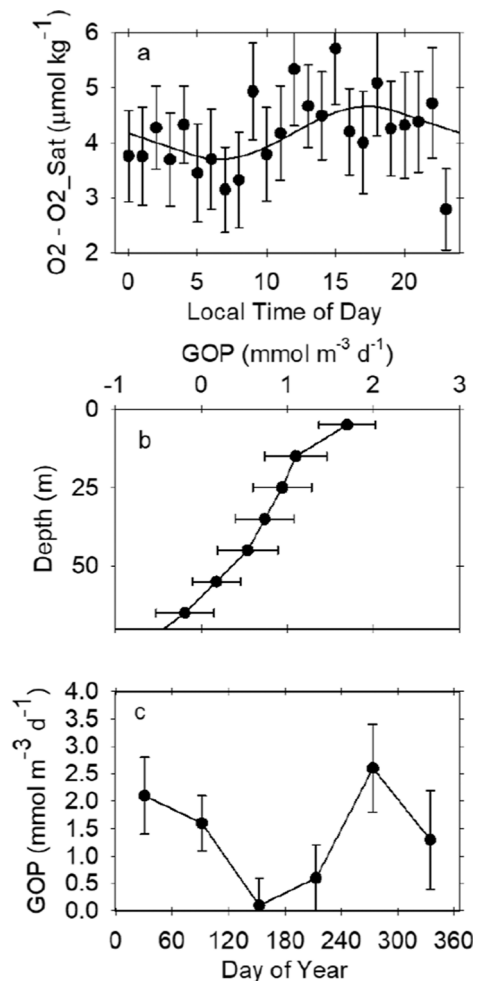 a
6
5
4
3
2
O2 - O2_Sat (µmol kg⁻¹)
0 5 10 15 20
Local Time of Day
GOP (mmol m⁻³ d⁻¹)
-1 0 1 2 3
b
0
25
50
Depth (m)
c
4.0
3.5
3.0
2.5
2.0
1.5
1.0
0.5
0.0
GOP (mmol m⁻³ d⁻¹)
0 60 120 180 240 300 360
Day of Year